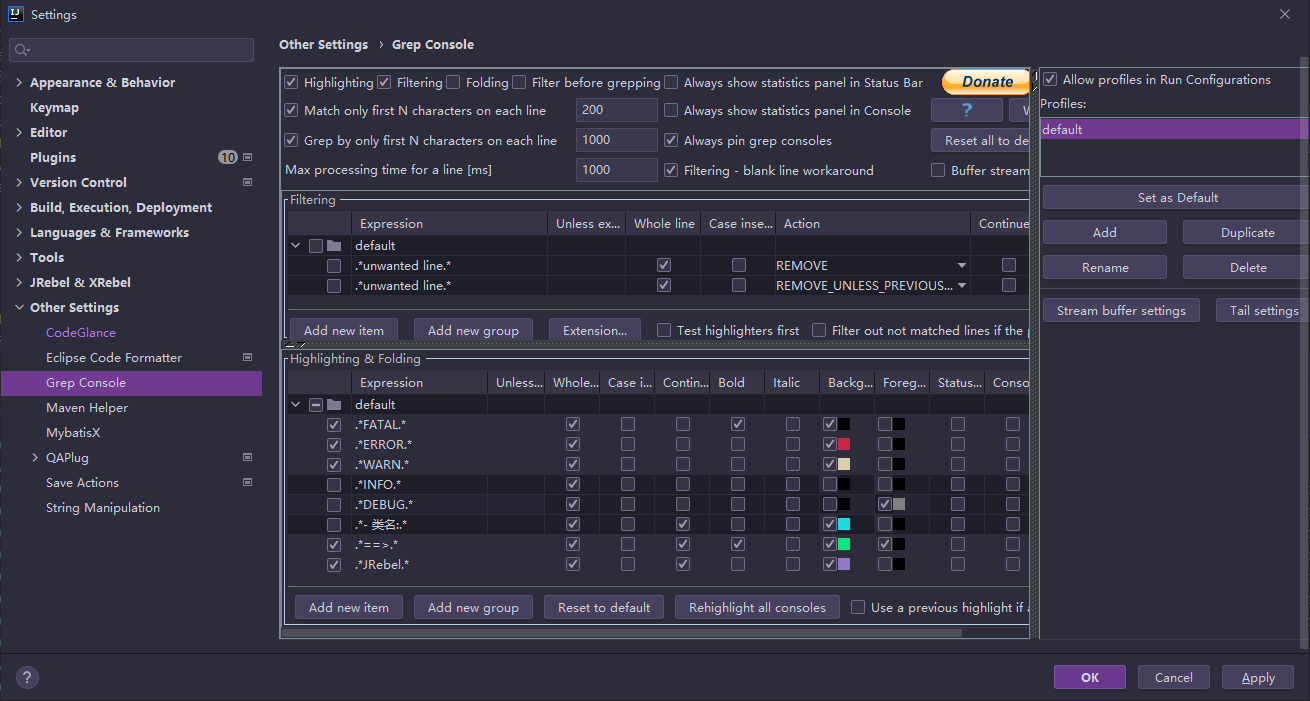 Settings
Appearance & Behavior
Keymap
Editor
Plugins 10
Version Control
Build, Execution, Deployment
Languages & Frameworks
Tools
JRebel & XRebel
Other Settings
CodeGlance
Eclipse Code Formatter
Grep Console
Maven Helper
MybatisX
QAPlug
Save Actions
String Manipulation
Other Settings › Grep Console
Highlighting Filtering Folding Filter before grepping Always show statistics panel in Status Bar Donate
Match only first N characters on each line 200 Always show statistics panel in Console ?
Grep by only first N characters on each line 1000 Always pin grep consoles Reset all to de
Max processing time for a line [ms] 1000 Filtering - blank line workaround Buffer stream
Filtering
Expression Unless ex... Whole line Case inse... Action Continue
default
.*unwanted line.* REMOVE
.*unwanted line.* REMOVE_UNLESS_PREVIOUS...
Add new item Add new group Extension... Test highlighters first Filter out not matched lines if the p
Highlighting & Folding
Expression Unless... Whole... Case i... Contin... Bold Italic Backg... Foreg... Status... Conso
default
.*FATAL.*
.*ERROR.*
.*WARN.*
.*INFO.*
.*DEBUG.*
.*- 类名:.*
.*==>.*
.*JRebel.*
Add new item Add new group Reset to default Rehighlight all consoles Use a previous highlight if
Allow profiles in Run Configurations
Profiles:
default
Set as Default
Add Duplicate
Rename Delete
Stream buffer settings Tail settings
? OK Cancel Apply